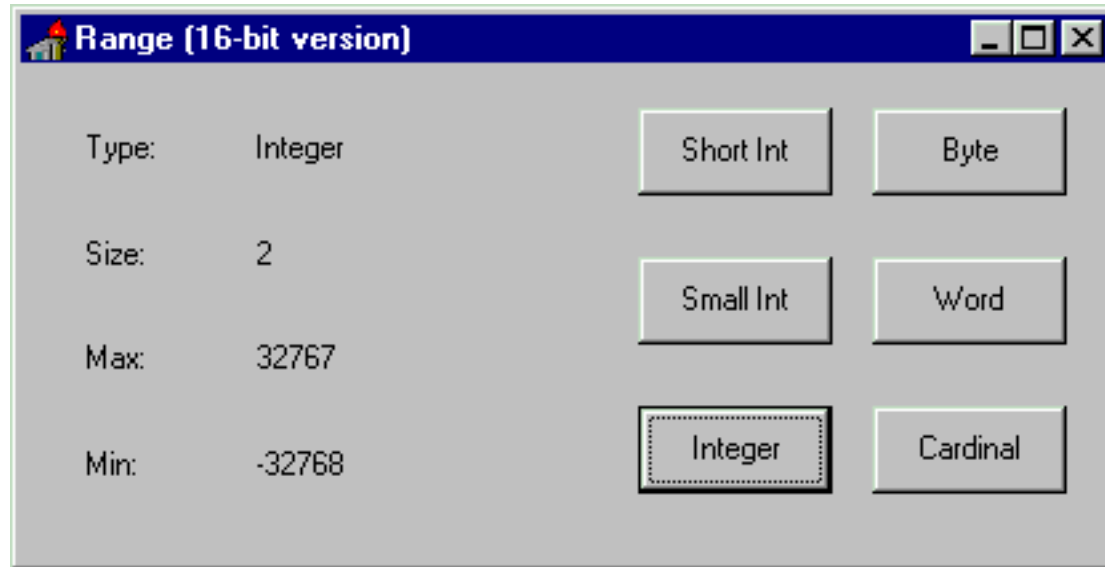 Range (16-bit version)
Type: Integer
Size: 2
Max: 32767
Min: -32768
Short Int
Byte
Small Int
Word
Integer
Cardinal